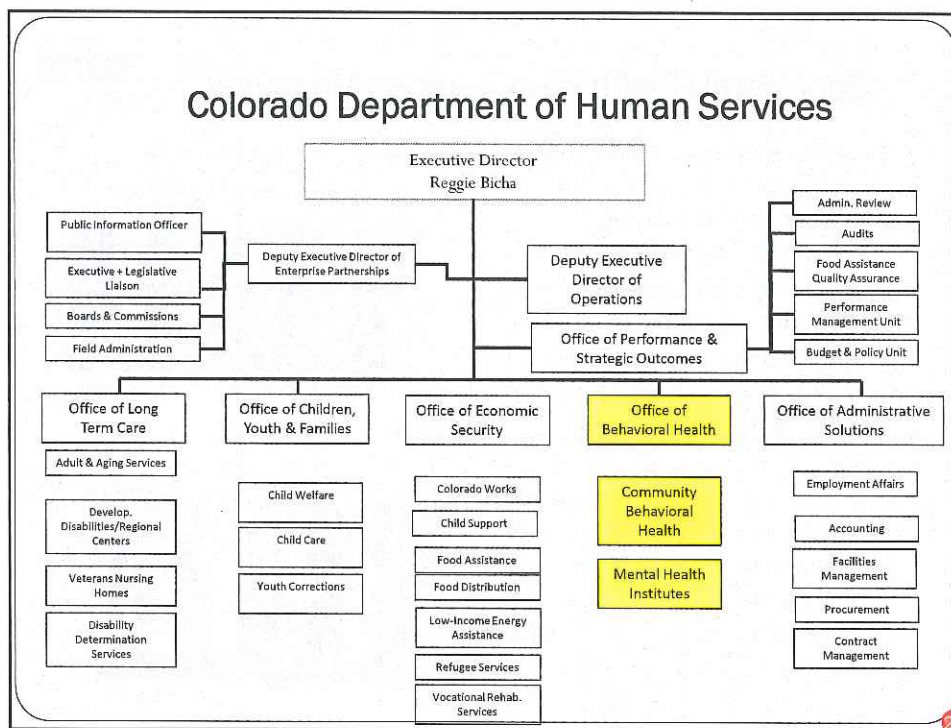 Colorado Department of Human Services
Executive Director
Reggie Bicha
Public Information Officer
Executive + Legislative
Liaison
Boards & Commissions
Field Administration
Deputy Executive Director of
Enterprise Partnerships
Deputy Executive
Director of
Operations
Office of Performance &
Strategic Outcomes
Admin. Review
Audits
Food Assistance
Quality Assurance
Performance
Management Unit
Budget & Policy Unit
Office of Long
Term Care
Adult & Aging Services
Develop.
Disabilities/Regional
Centers
Veterans Nursing
Homes
Disability
Determination
Services
Office of Children,
Youth & Families
Child Welfare
Child Care
Youth Corrections
Office of Economic
Security
Colorado Works
Child Support
Food Assistance
Food Distribution
Low-Income Energy
Assistance
Refugee Services
Vocational Rehab.
Services
Office of
Behavioral Health
Community
Behavioral
Health
Mental Health
Institutes
Office of Administrative
Solutions
Employment Affairs
Accounting
Facilities
Management
Procurement
Contract
Management